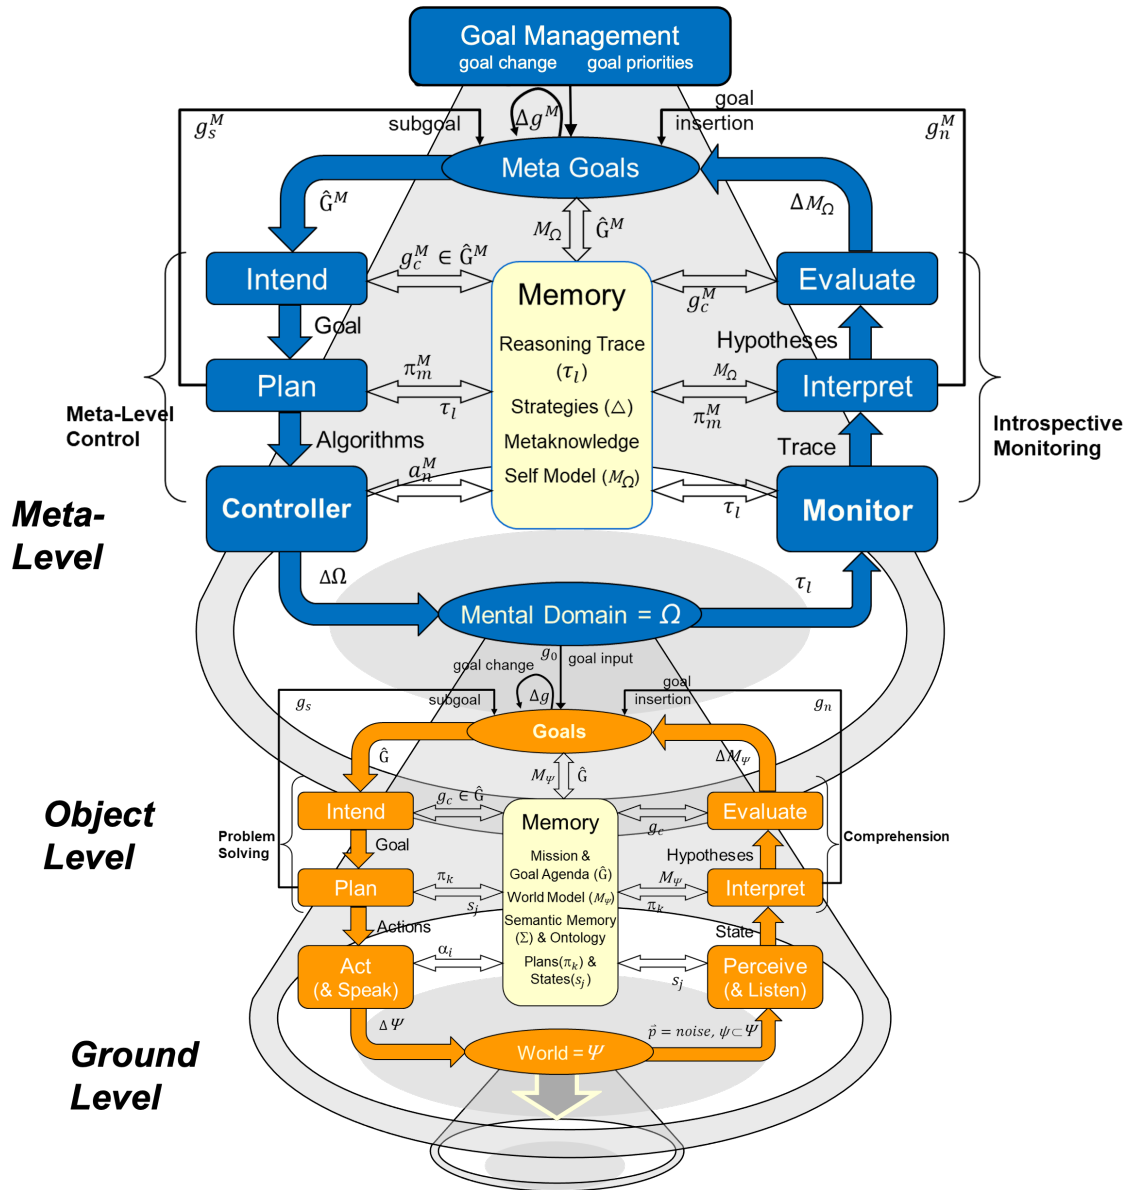 Goal Management
goal change goal priorities
g_s^M
subgoal
Δg^M
goal
insertion
g_n^M
Meta Goals
Ĝ^M
M_Ω Ĝ^M
ΔM_Ω
Intend
g_c^M ∈ Ĝ^M
Memory
g_c^M
Evaluate
Goal
Reasoning Trace
(τ_l)
Hypotheses
Plan
π_m^M
τ_l
Strategies (△)
M_Ω
π_m^M
Interpret
Meta-Level
Control
Algorithms
Metaknowledge
Trace
Introspective
Monitoring
a_n^M
Self Model (M_Ω)
τ_l
Controller
Monitor
Meta-
Level
ΔΩ
Mental Domain = Ω
τ_l
goal change
g_0
goal input
g_s
subgoal
Δg
goal
insertion
g_n
Goals
Ĝ
M_Ψ Ĝ
ΔM_Ψ
Object
Level
Intend
g_c ∈ Ĝ
Memory
g_c
Evaluate
Problem
Solving
Goal
Mission &
Goal Agenda (Ĝ)
Hypotheses
Comprehension
Plan
π_k
s_j
World Model (M_Ψ)
M_Ψ
π_k
Interpret
Actions
Semantic Memory
(Σ) & Ontology
State
Act
(& Speak)
α_i
Plans(π_k) &
States(s_j)
s_j
Perceive
(& Listen)
Ground
Level
ΔΨ
World = Ψ
p⃗ = noise, ψ ⊂ Ψ